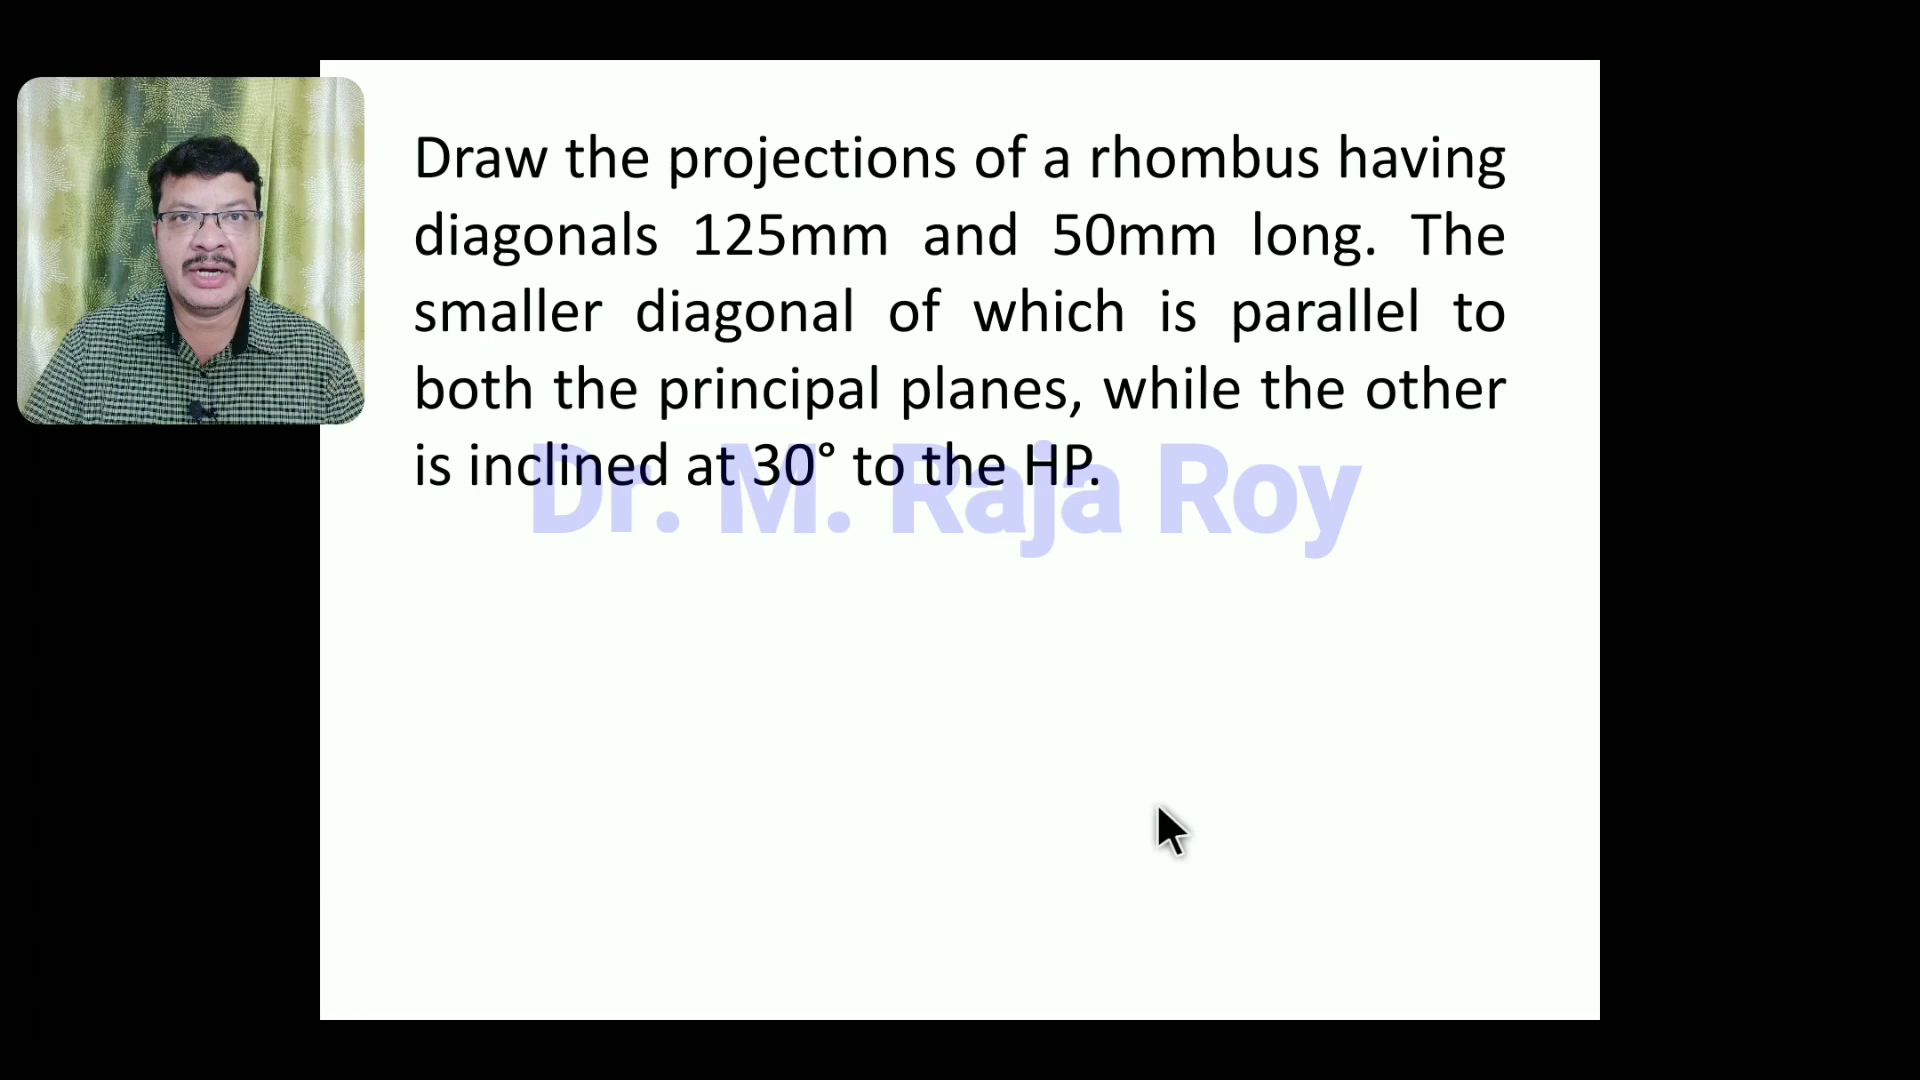 Draw the projections of a rhombus having
diagonals 125mm and 50mm long. The
smaller diagonal of which is parallel to
both the principal planes, while the other
is inclined at 30° to the HP.
Dr. M. Raja Roy